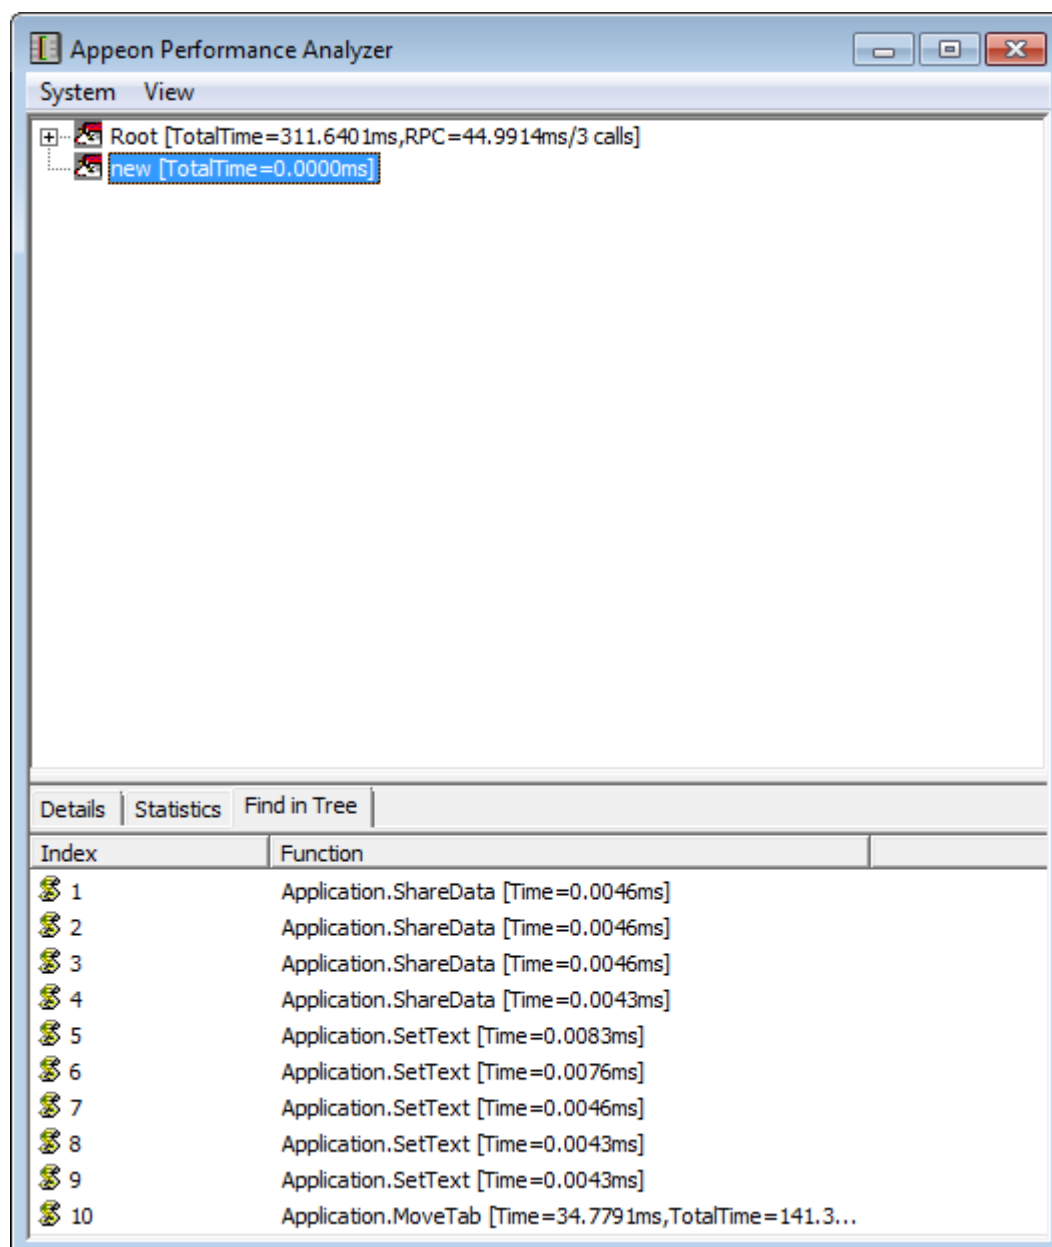 Appeon Performance Analyzer
System View
Root [TotalTime=311.6401ms,RPC=44.9914ms/3 calls]
new [TotalTime=0.0000ms]
Details Statistics Find in Tree
Index Function
1 Application.ShareData [Time=0.0046ms]
2 Application.ShareData [Time=0.0046ms]
3 Application.ShareData [Time=0.0046ms]
4 Application.ShareData [Time=0.0043ms]
5 Application.SetText [Time=0.0083ms]
6 Application.SetText [Time=0.0076ms]
7 Application.SetText [Time=0.0046ms]
8 Application.SetText [Time=0.0043ms]
9 Application.SetText [Time=0.0043ms]
10 Application.MoveTab [Time=34.7791ms,TotalTime=141.3...